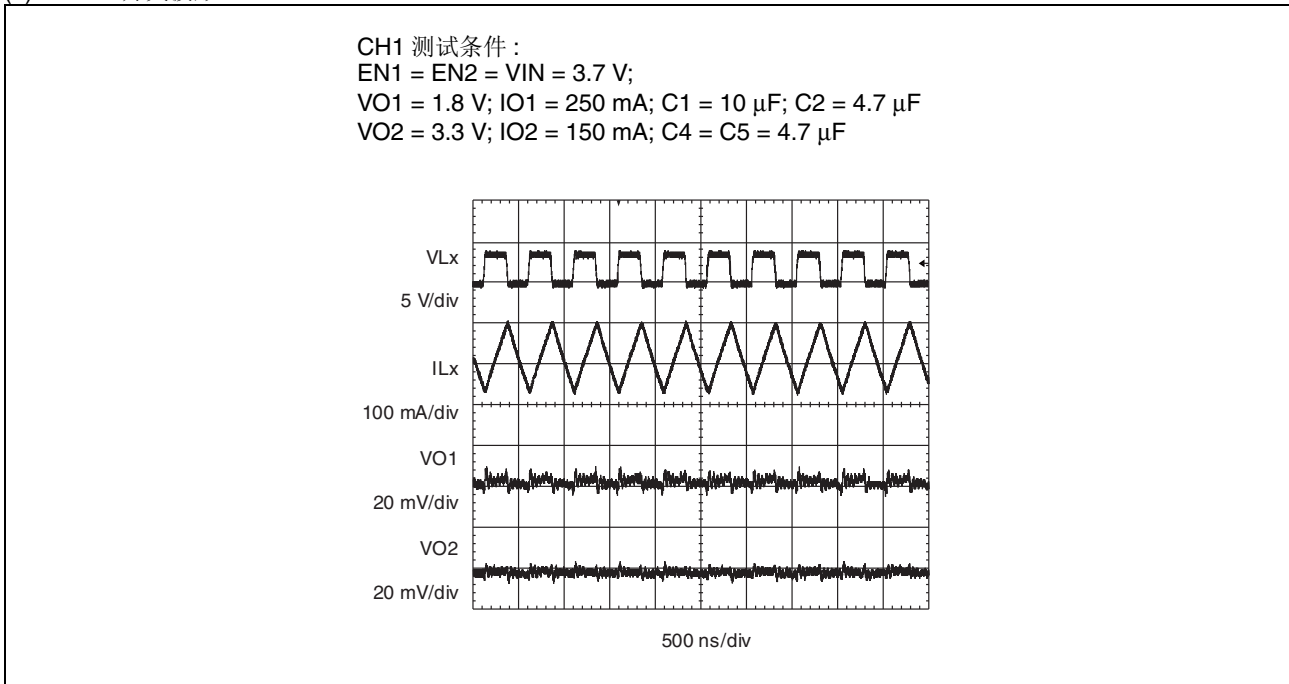 CH1 测试条件 :
EN1 = EN2 = VIN = 3.7 V;
VO1 = 1.8 V; IO1 = 250 mA; C1 = 10 μF; C2 = 4.7 μF
VO2 = 3.3 V; IO2 = 150 mA; C4 = C5 = 4.7 μF
VLx
5 V/div
ILx
100 mA/div
VO1
20 mV/div
VO2
20 mV/div
500 ns/div